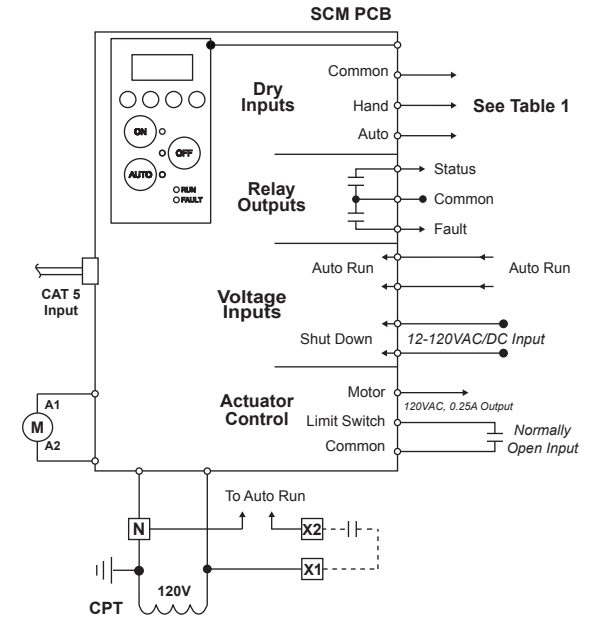 SCM PCB
Dry
Inputs
Common
Hand
Auto
See Table 1
ON
OFF
AUTO
RUN
FAULT
Relay
Outputs
Status
Common
Fault
CAT 5
Input
Voltage
Inputs
Auto Run
Auto Run
Shut Down
12-120VAC/DC Input
Actuator
Control
Motor
120VAC, 0.25A Output
Limit Switch
Common
Normally
Open Input
A1
M
A2
To Auto Run
N
X2
X1
120V
CPT